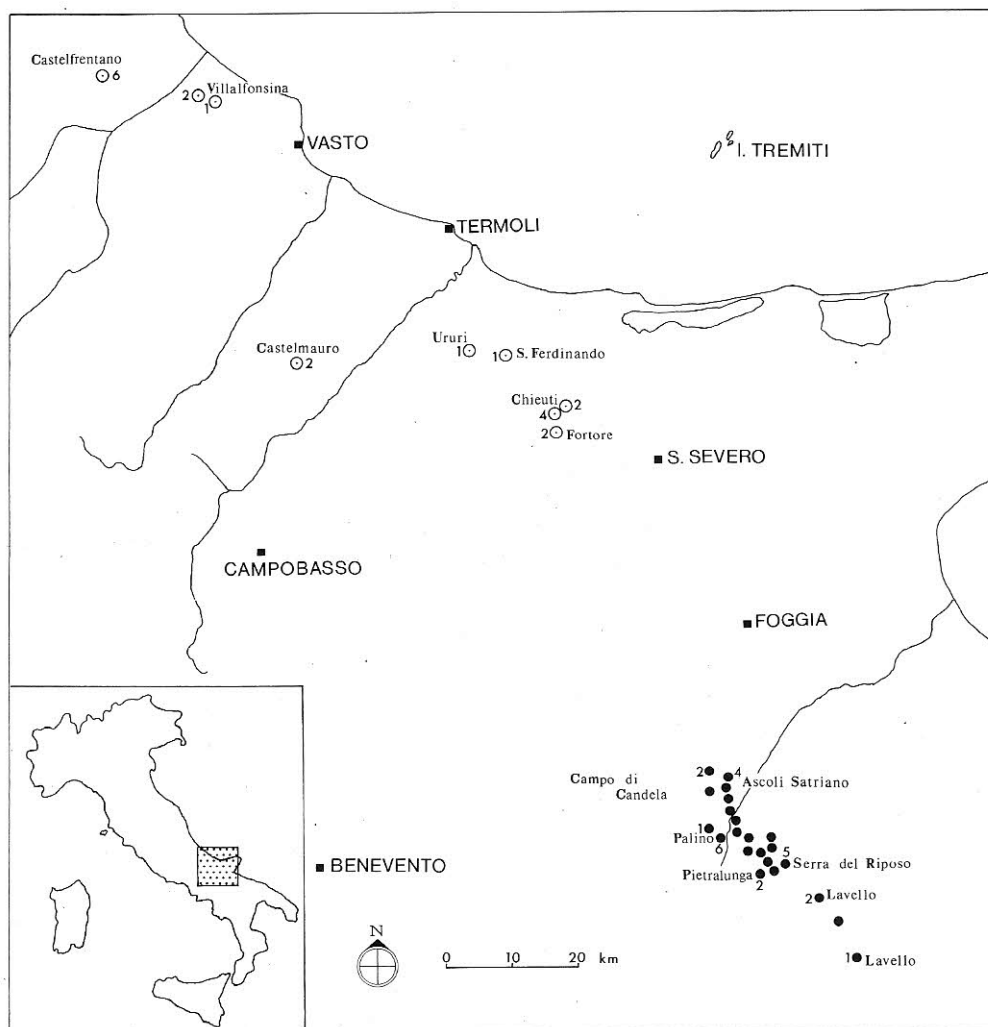 Castelfrentano
6
Villalfonsina
2
1
VASTO
I. TREMITI
TERMOLI
Ururi
1
1 S. Ferdinando
Castelmauro
2
Chieuti
2
4
2 Fortore
S. SEVERO
CAMPOBASSO
FOGGIA
2
4
Campo di
Candela
Ascoli Satriano
1
Palino
6
5
Serra del Riposo
Pietralunga
2
BENEVENTO
2 Lavello
N
0 10 20 km
1 Lavello